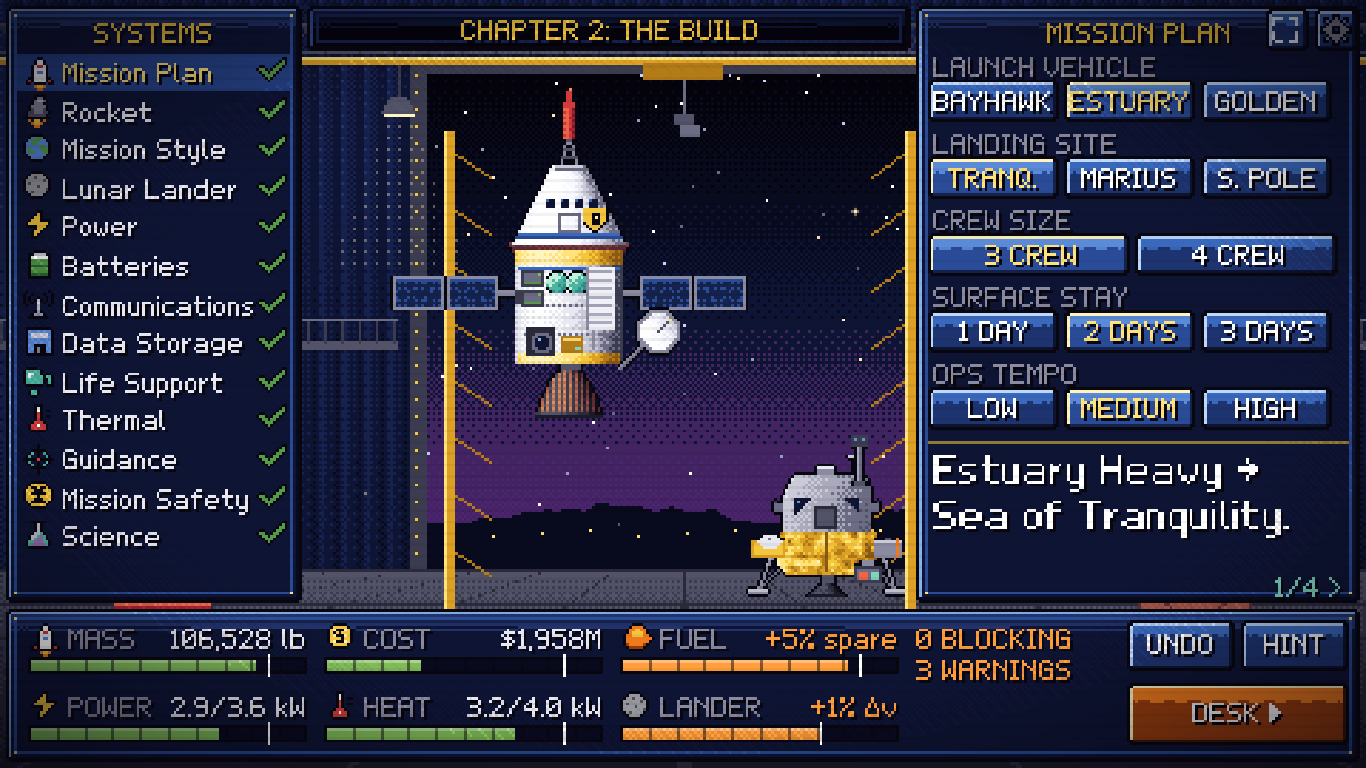 SYSTEMS
Mission Plan
Rocket
Mission Style
Lunar Lander
Power
Batteries
Communications
Data Storage
Life Support
Thermal
Guidance
Mission Safety
Science
CHAPTER 2: THE BUILD
MISSION PLAN
LAUNCH VEHICLE
BAYHAWK ESTUARY GOLDEN
LANDING SITE
TRANQ. MARIUS S. POLE
CREW SIZE
3 CREW 4 CREW
SURFACE STAY
1 DAY 2 DAYS 3 DAYS
OPS TEMPO
LOW MEDIUM HIGH
Estuary Heavy →
Sea of Tranquility.
1/4 >
MASS 106,528 lb COST $1,958M FUEL +5% spare 0 BLOCKING
3 WARNINGS
POWER 2.9/3.6 kW HEAT 3.2/4.0 kW LANDER +1% Δv
UNDO HINT
DESK